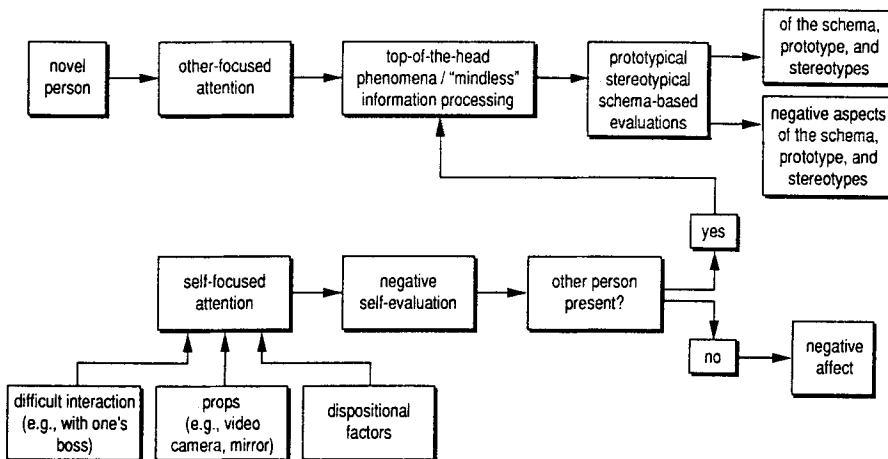 novel
person
other-focused
attention
top-of-the-head
phenomena / “mindless”
information processing
prototypical
stereotypical
schema-based
evaluations
of the schema,
prototype, and
stereotypes
negative aspects
of the schema,
prototype, and
stereotypes
yes
self-focused
attention
negative
self-evaluation
other person
present?
no
negative
affect
difficult interaction
(e.g., with one's
boss)
props
(e.g., video
camera, mirror)
dispositional
factors